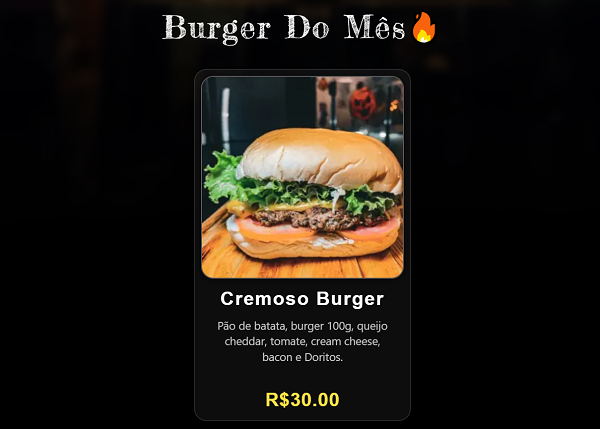 Burger Do Mês🔥
Cremoso Burger
Pão de batata, burger 100g, queijo
cheddar, tomate, cream cheese,
bacon e Doritos.
R$30.00